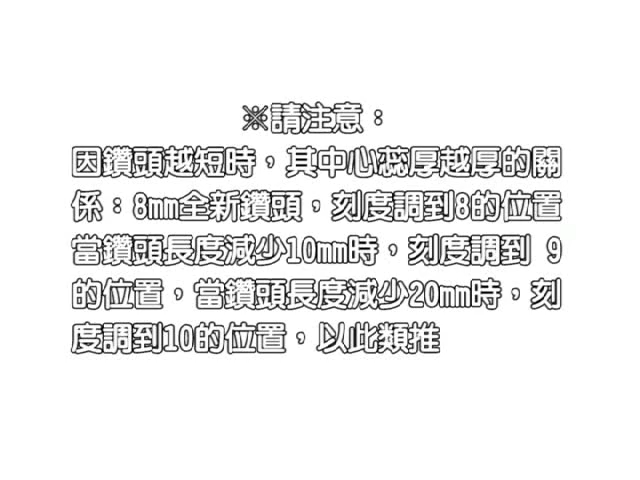 ※請注意：
因鑽頭越短時，其中心蕊厚越厚的關
係：8mm全新鑽頭，刻度調到8的位置
當鑽頭長度減少10mm時，刻度調到 9
的位置，當鑽頭長度減少20mm時，刻
度調到10的位置，以此類推